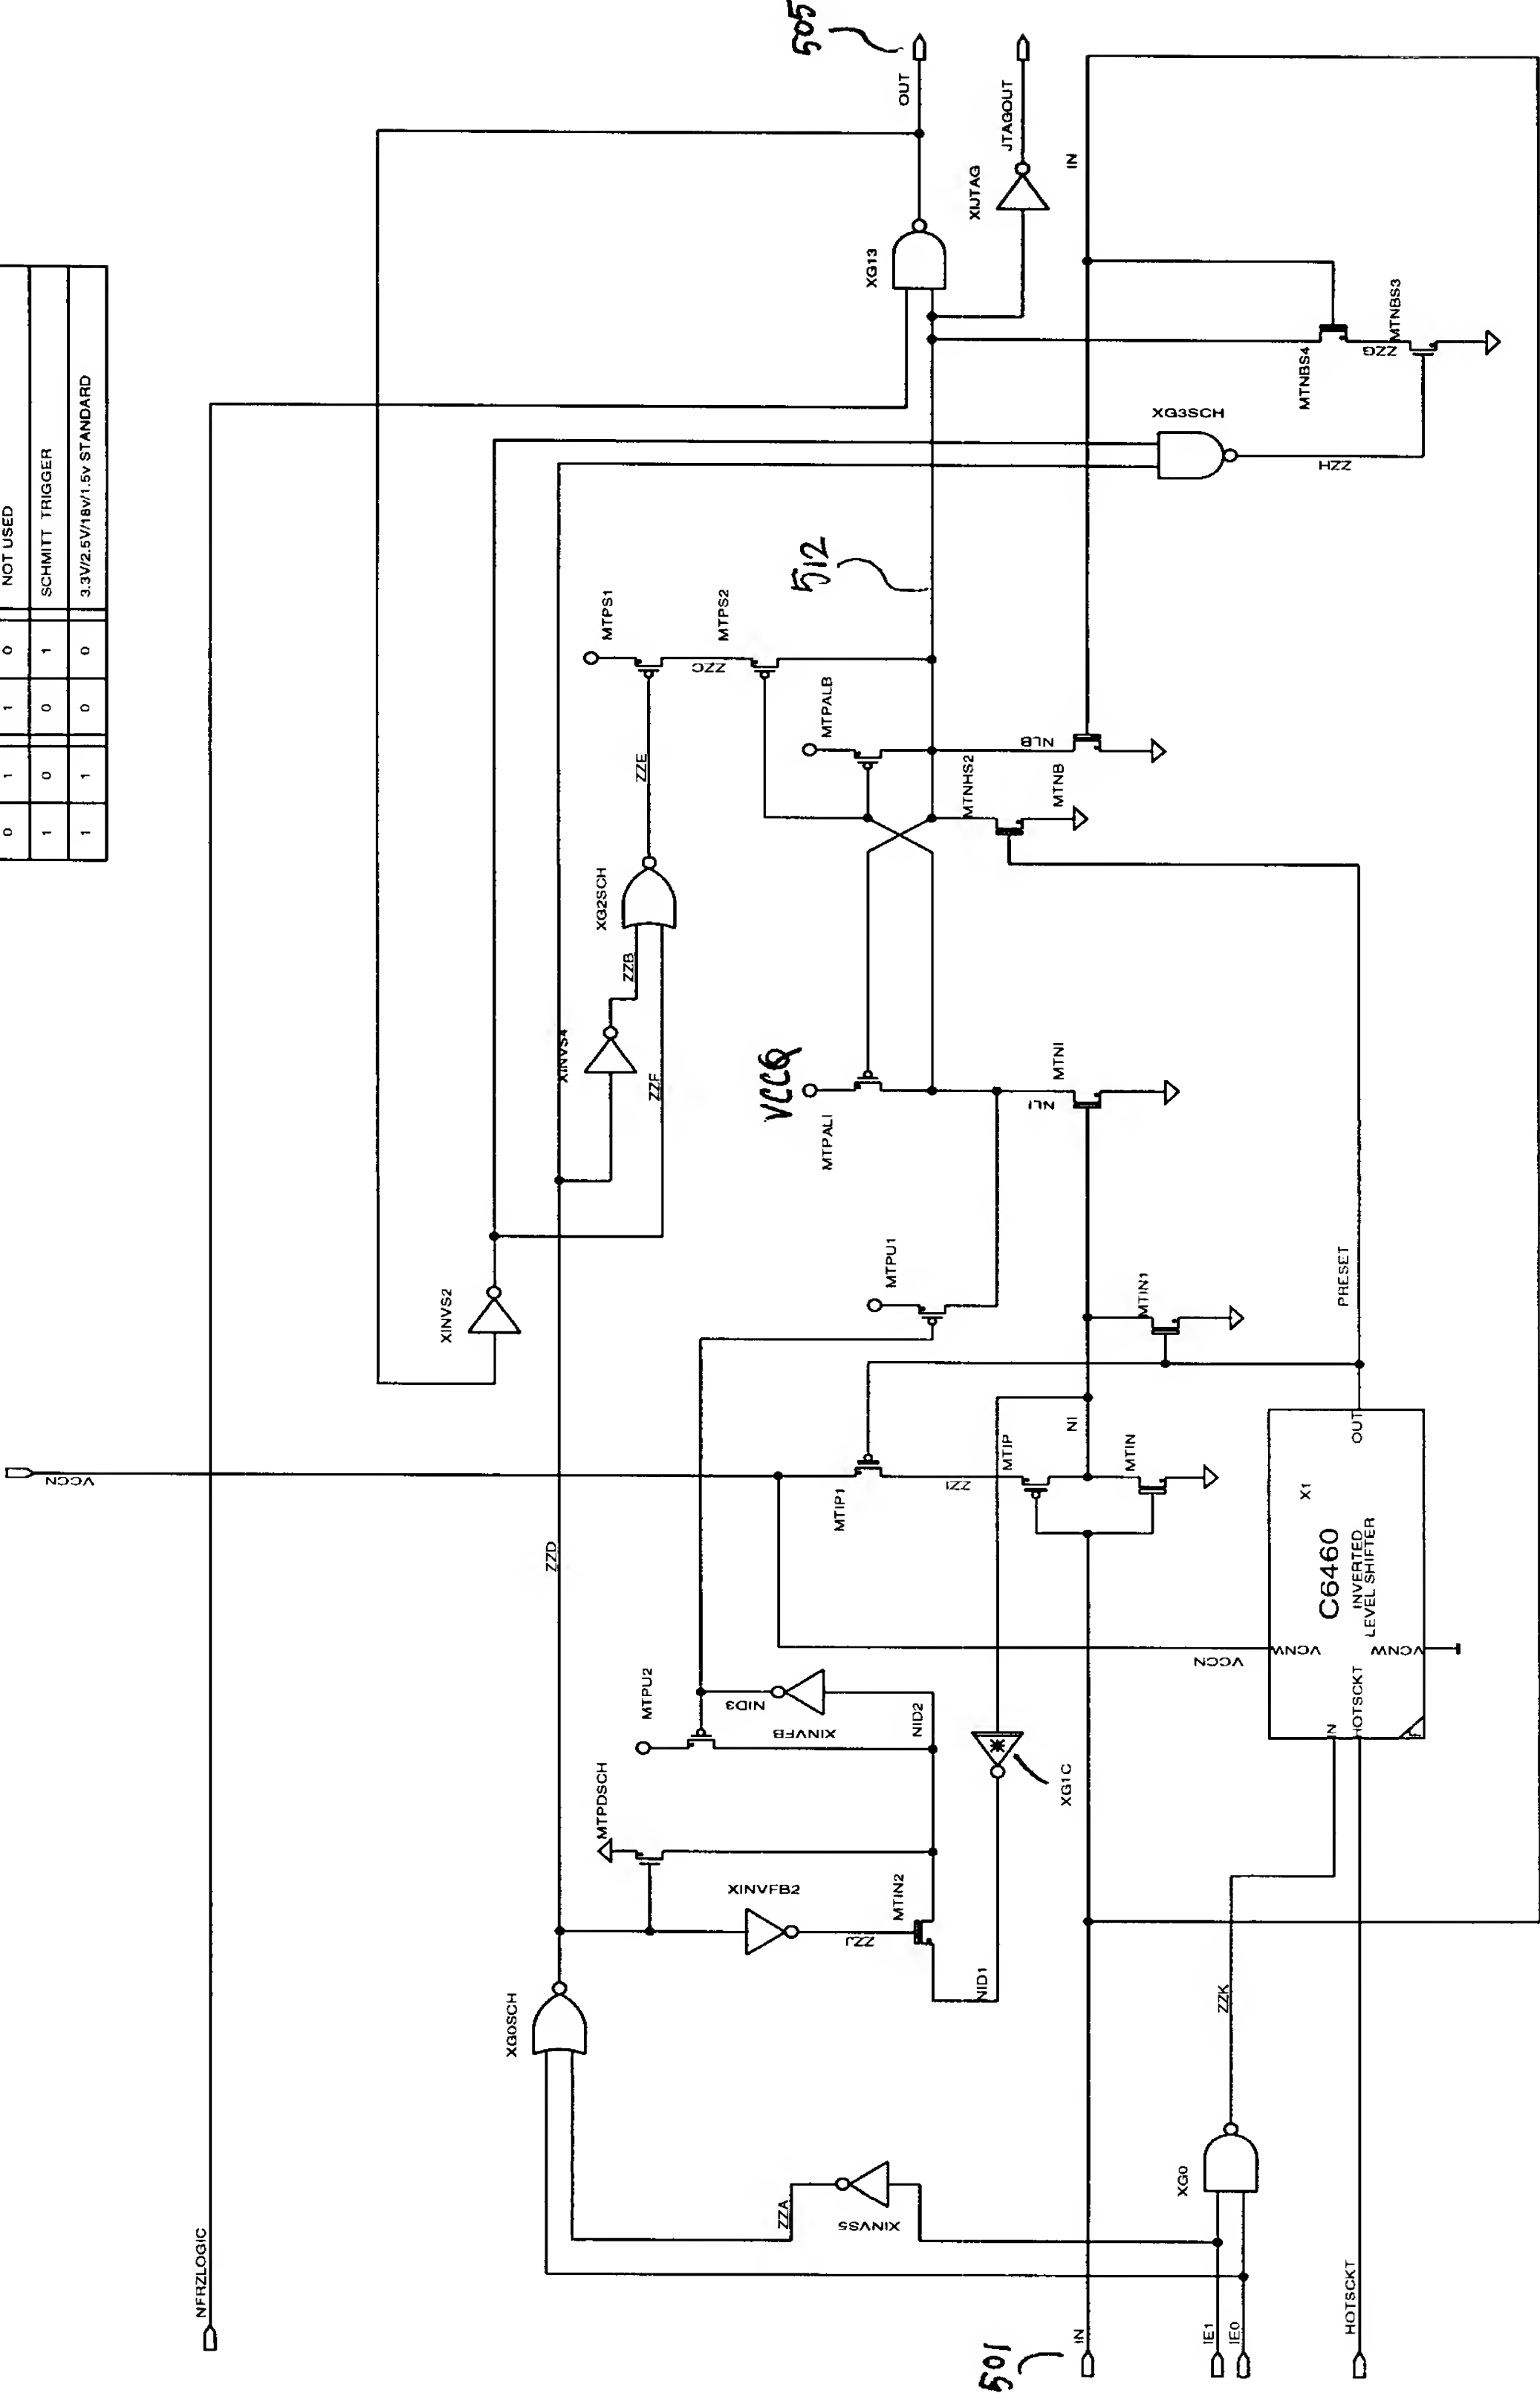 0 1 1 0 NOT USED
1 0 0 1 SCHMITT TRIGGER
1 1 0 0 3.3V/2.5V/18v/1.5v STANDARD
505
OUT
JTAGOUT
XIJTAG
XG13
IN
MTNBS4
ZZG
MTNBS3
XG3SCH
ZZH
512
MTPS1
ZZC
MTPS2
MTPALB
NLB
MTNHS2
MTNB
ZZE
XG2SCH
ZZB
XINVS4
ZZF
VCCQ
MTPALI
NLI
MTNI
XINVS2
MTPU1
MTIN1
PRESET
VCCN
ZZD
MTIP1
ZZI
MTIP
NI
MTIN
OUT
X1
C6460
INVERTED
LEVEL SHIFTER
VCNW
VCNW
IN
HOTSCKT
VCCN
MTPU2
NID3
XINVFB
NID2
XG1C
MTPDSCH
XINVFB2
ZZJ
MTIN2
NID1
XG0SCH
ZZK
ZZA
XINVS5
XG0
NFRZLOGIC
501
IN
IE1
IE0
HOTSCKT